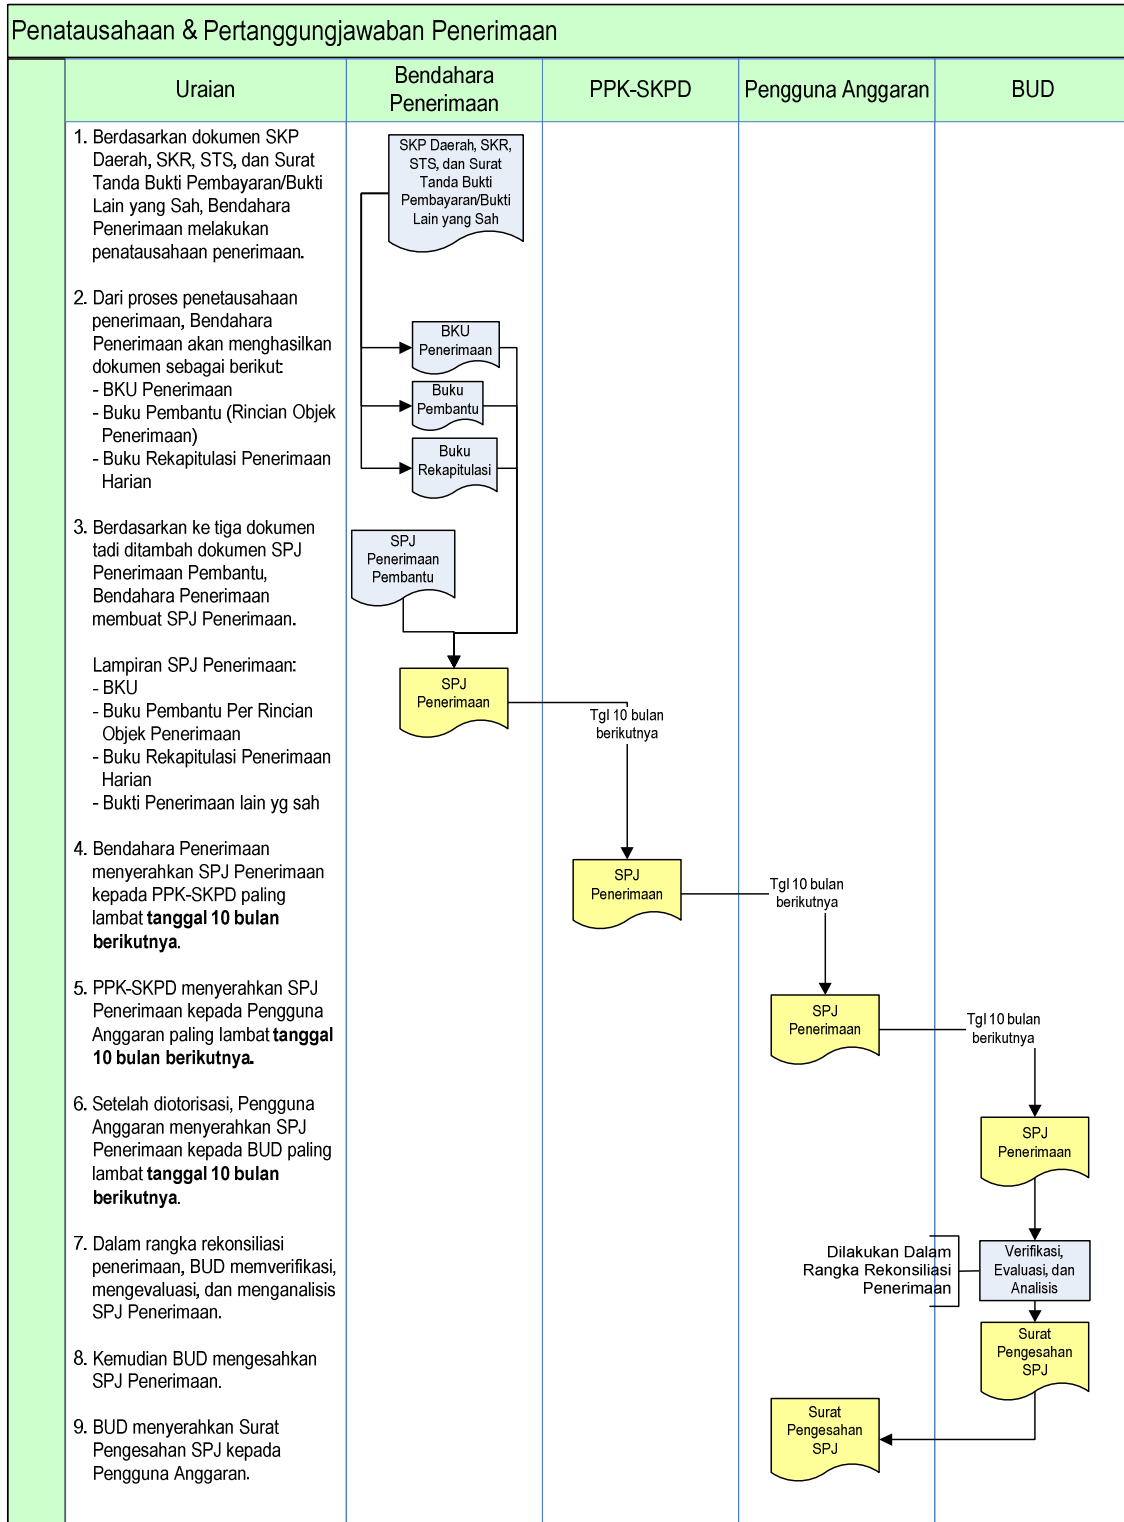 Penatausahaan & Pertanggungjawaban Penerimaan
Uraian
Bendahara
Penerimaan
PPK-SKPD
Pengguna Anggaran
BUD
1. Berdasarkan dokumen SKP
Daerah, SKR, STS, dan Surat
Tanda Bukti Pembayaran/Bukti
Lain yang Sah, Bendahara
Penerimaan melakukan
penatausahaan penerimaan.
2. Dari proses penetausahaan
penerimaan, Bendahara
Penerimaan akan menghasilkan
dokumen sebagai berikut:
- BKU Penerimaan
- Buku Pembantu (Rincian Objek
Penerimaan)
- Buku Rekapitulasi Penerimaan
Harian
3. Berdasarkan ke tiga dokumen
tadi ditambah dokumen SPJ
Penerimaan Pembantu,
Bendahara Penerimaan
membuat SPJ Penerimaan.
Lampiran SPJ Penerimaan:
- BKU
- Buku Pembantu Per Rincian
Objek Penerimaan
- Buku Rekapitulasi Penerimaan
Harian
- Bukti Penerimaan lain yg sah
4. Bendahara Penerimaan
menyerahkan SPJ Penerimaan
kepada PPK-SKPD paling
lambat tanggal 10 bulan
berikutnya.
5. PPK-SKPD menyerahkan SPJ
Penerimaan kepada Pengguna
Anggaran paling lambat tanggal
10 bulan berikutnya.
6. Setelah diotorisasi, Pengguna
Anggaran menyerahkan SPJ
Penerimaan kepada BUD paling
lambat tanggal 10 bulan
berikutnya.
7. Dalam rangka rekonsiliasi
penerimaan, BUD memverifikasi,
mengevaluasi, dan menganalisis
SPJ Penerimaan.
8. Kemudian BUD mengesahkan
SPJ Penerimaan.
9. BUD menyerahkan Surat
Pengesahan SPJ kepada
Pengguna Anggaran.
SKP Daerah, SKR,
STS, dan Surat
Tanda Bukti
Pembayaran/Bukti
Lain yang Sah
BKU
Penerimaan
Buku
Pembantu
Buku
Rekapitulasi
SPJ
Penerimaan
Pembantu
SPJ
Penerimaan
Tgl 10 bulan
berikutnya
SPJ
Penerimaan
Tgl 10 bulan
berikutnya
SPJ
Penerimaan
Tgl 10 bulan
berikutnya
SPJ
Penerimaan
Dilakukan Dalam
Rangka Rekonsiliasi
Penerimaan
Verifikasi,
Evaluasi, dan
Analisis
Surat
Pengesahan
SPJ
Surat
Pengesahan
SPJ